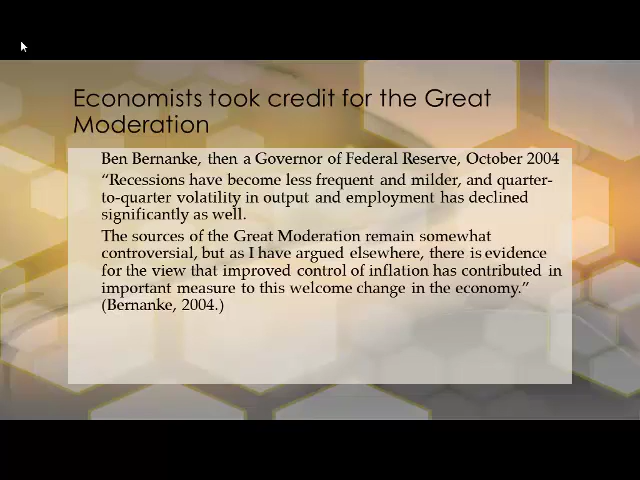 Economists took credit for the Great
Moderation
Ben Bernanke, then a Governor of Federal Reserve, October 2004
“Recessions have become less frequent and milder, and quarter-
to-quarter volatility in output and employment has declined
significantly as well.
The sources of the Great Moderation remain somewhat
controversial, but as I have argued elsewhere, there is evidence
for the view that improved control of inflation has contributed in
important measure to this welcome change in the economy.”
(Bernanke, 2004.)